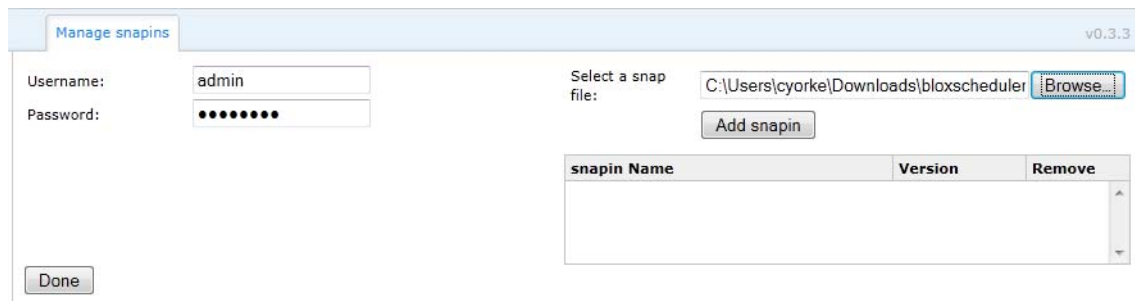 Manage snapins
v0.3.3
Username:
admin
Password:
Select a snap
file:
C:\Users\cyorke\Downloads\bloxscheduler
Browse...
Add snapin
snapin Name Version Remove
Done